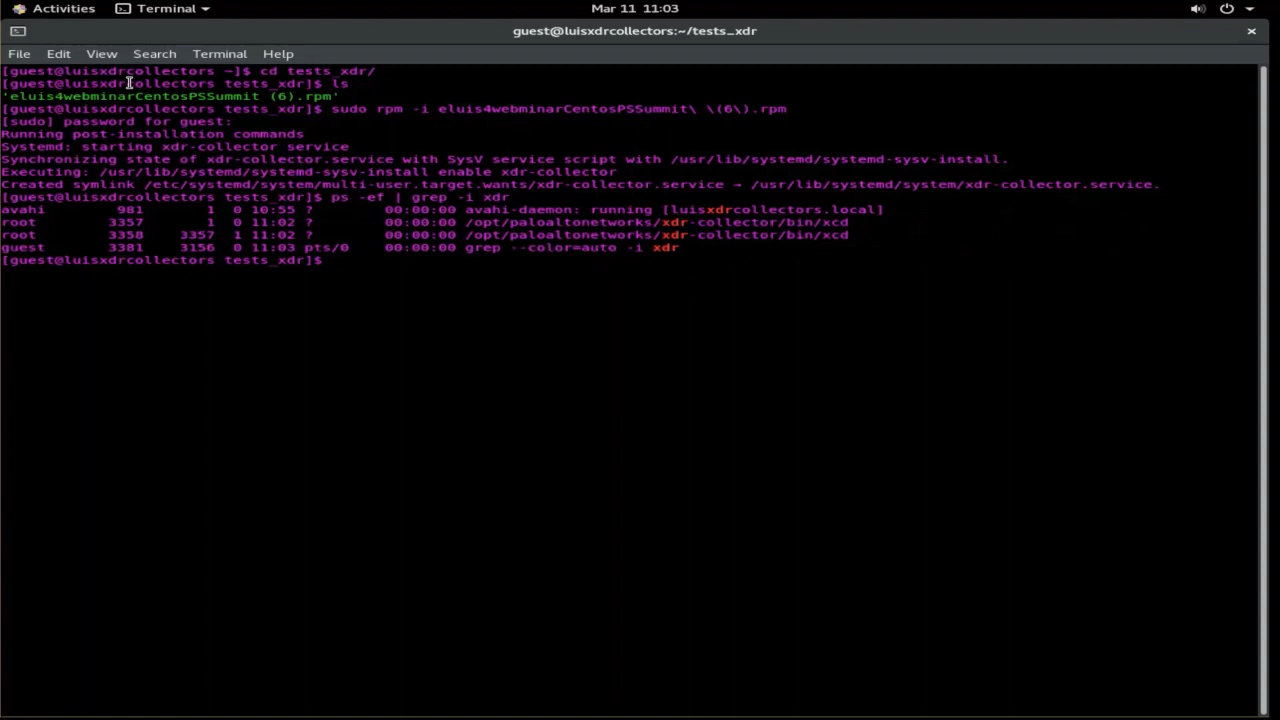 Activities Terminal Mar 11 11:03
guest@luisxdrcollectors:~/tests_xdr
File Edit View Search Terminal Help
[guest@luisxdrcollectors ~]$ cd tests_xdr/
[guest@luisxdrcollectors tests_xdr]$ ls
'eluis4webminarCentosPSSummit (6).rpm'
[guest@luisxdrcollectors tests_xdr]$ sudo rpm -i eluis4webminarCentosPSSummit\ \(6\).rpm
[sudo] password for guest:
Running post-installation commands
Systemd: starting xdr-collector service
Synchronizing state of xdr-collector.service with SysV service script with /usr/lib/systemd/systemd-sysv-install.
Executing: /usr/lib/systemd/systemd-sysv-install enable xdr-collector
Created symlink /etc/systemd/system/multi-user.target.wants/xdr-collector.service → /usr/lib/systemd/system/xdr-collector.service.
[guest@luisxdrcollectors tests_xdr]$ ps -ef | grep -i xdr
avahi 981 1 0 10:55 ? 00:00:00 avahi-daemon: running [luisxdrcollectors.local]
root 3357 1 0 11:02 ? 00:00:00 /opt/paloaltonetworks/xdr-collector/bin/xcd
root 3358 3357 1 11:02 ? 00:00:00 /opt/paloaltonetworks/xdr-collector/bin/xcd
guest 3381 3156 0 11:03 pts/0 00:00:00 grep --color=auto -i xdr
[guest@luisxdrcollectors tests_xdr]$